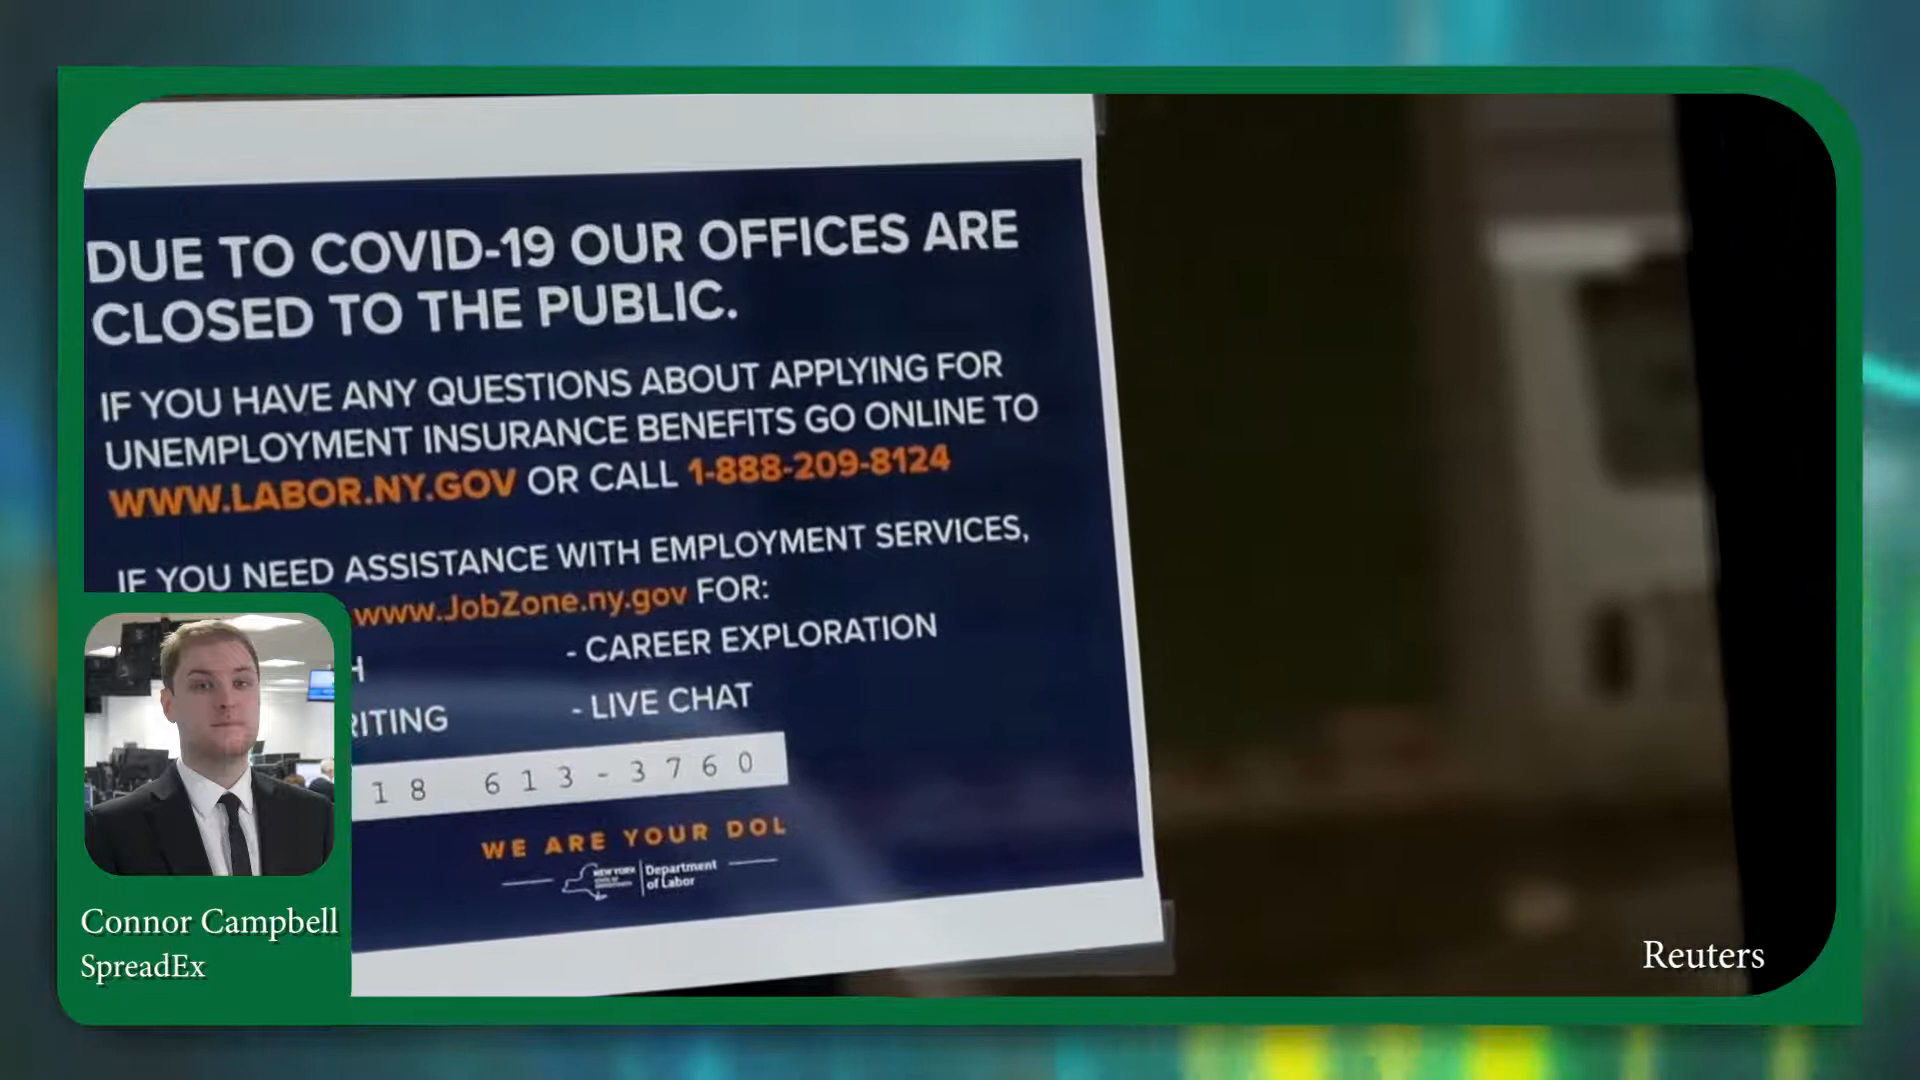 DUE TO COVID-19 OUR OFFICES ARE
CLOSED TO THE PUBLIC.
IF YOU HAVE ANY QUESTIONS ABOUT APPLYING FOR
UNEMPLOYMENT INSURANCE BENEFITS GO ONLINE TO
WWW.LABOR.NY.GOV OR CALL 1-888-209-8124
IF YOU NEED ASSISTANCE WITH EMPLOYMENT SERVICES,
www.JobZone.ny.gov FOR:
- CAREER EXPLORATION
- LIVE CHAT
18 613-3760
WE ARE YOUR DOL
NEW YORK
Department
of Labor
Connor Campbell
SpreadEx
Reuters